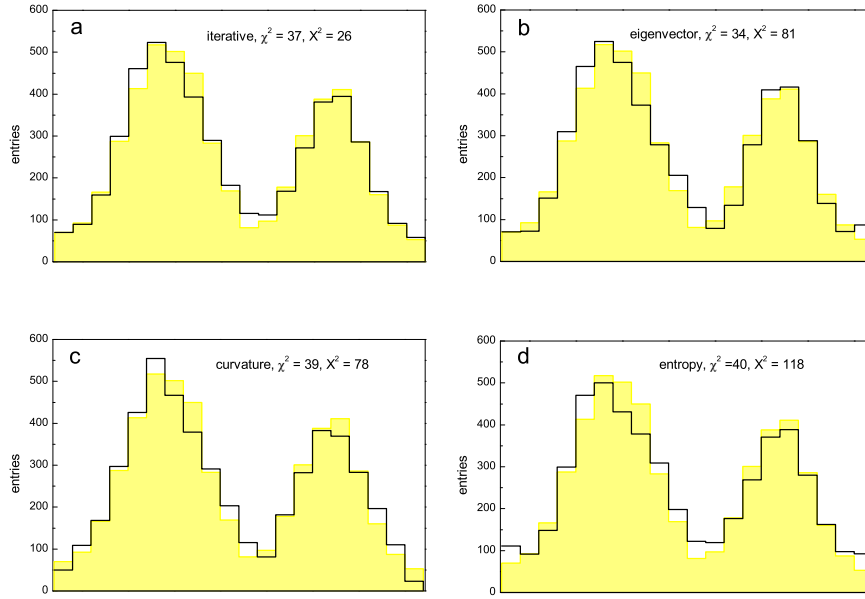 a
iterative, χ² = 37, X² = 26
600
500
400
300
200
100
0
entries
b
eigenvector, χ² = 34, X² = 81
600
500
400
300
200
100
0
c
curvature, χ² = 39, X² = 78
600
500
400
300
200
100
0
entries
d
entropy, χ² =40, X² = 118
600
500
400
300
200
100
0
entries